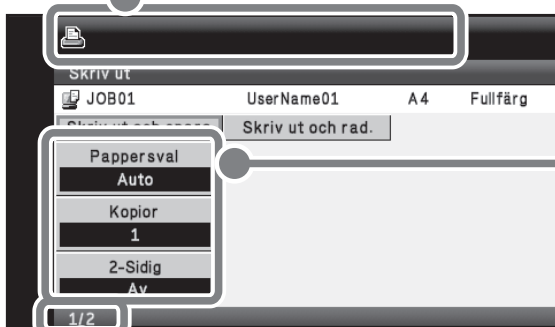 Skriv ut
JOB01 UserName01 A4 Fullfärg
Skriv ut och spara Skriv ut och rad.
Pappersval
Auto
Kopior
1
2-Sidig
Av
1/2